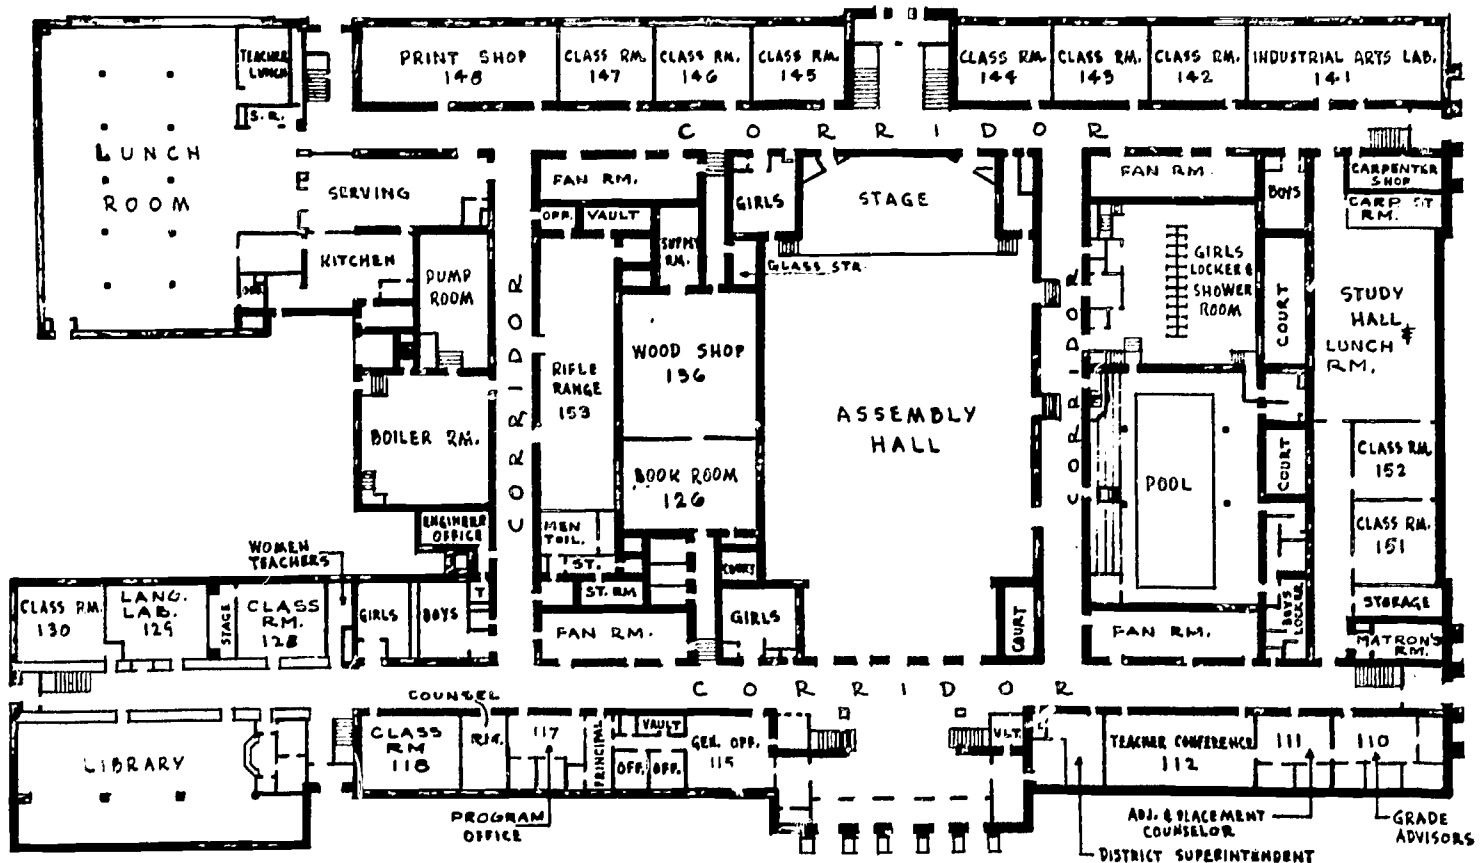 TEACHER
LUNCH
S.R.
LUNCH
ROOM
PRINT SHOP
148
CLASS RM.
147
CLASS RM.
146
CLASS RM.
145
CLASS RM.
144
CLASS RM.
143
CLASS RM.
142
INDUSTRIAL ARTS LAB.
141
CORRIDOR
SERVING
KITCHEN
PUMP
ROOM
BOILER RM.
ENGINEER
OFFICE
CORRIDOR
FAN RM.
OFF.
VAULT
SUPPLY
RM.
GIRLS
GLASS STR.
STAGE
RIFLE
RANGE
153
WOOD SHOP
136
BOOK ROOM
126
MEN
TOIL.
ST.
ST. RM
COURT
FAN RM.
GIRLS
ASSEMBLY
HALL
COURT
CORRIDOR
FAN RM.
BOYS
GIRLS
LOCKER &
SHOWER
ROOM
COURT
POOL
COURT
BOYS
LOCKER
FAN RM.
CARPENTER
SHOP
CARP ST.
RM.
STUDY
HALL
&
LUNCH
RM.
CLASS RM.
152
CLASS RM.
151
STORAGE
MATRON'S
RM.
WOMEN
TEACHERS
CLASS RM.
130
LANG.
LAB.
129
STAGE
CLASS
RM.
128
GIRLS
BOYS
T
CORRIDOR
LIBRARY
COUNSEL
RM.
CLASS
RM
118
117
PROGRAM
OFFICE
PRINCIPAL
VAULT
OFF.
OFF.
GEN. OFF.
115
VLT.
TEACHER CONFERENCE
112
111
110
ADJ. & PLACEMENT
COUNSELOR
GRADE
ADVISORS
DISTRICT SUPERINTENDENT